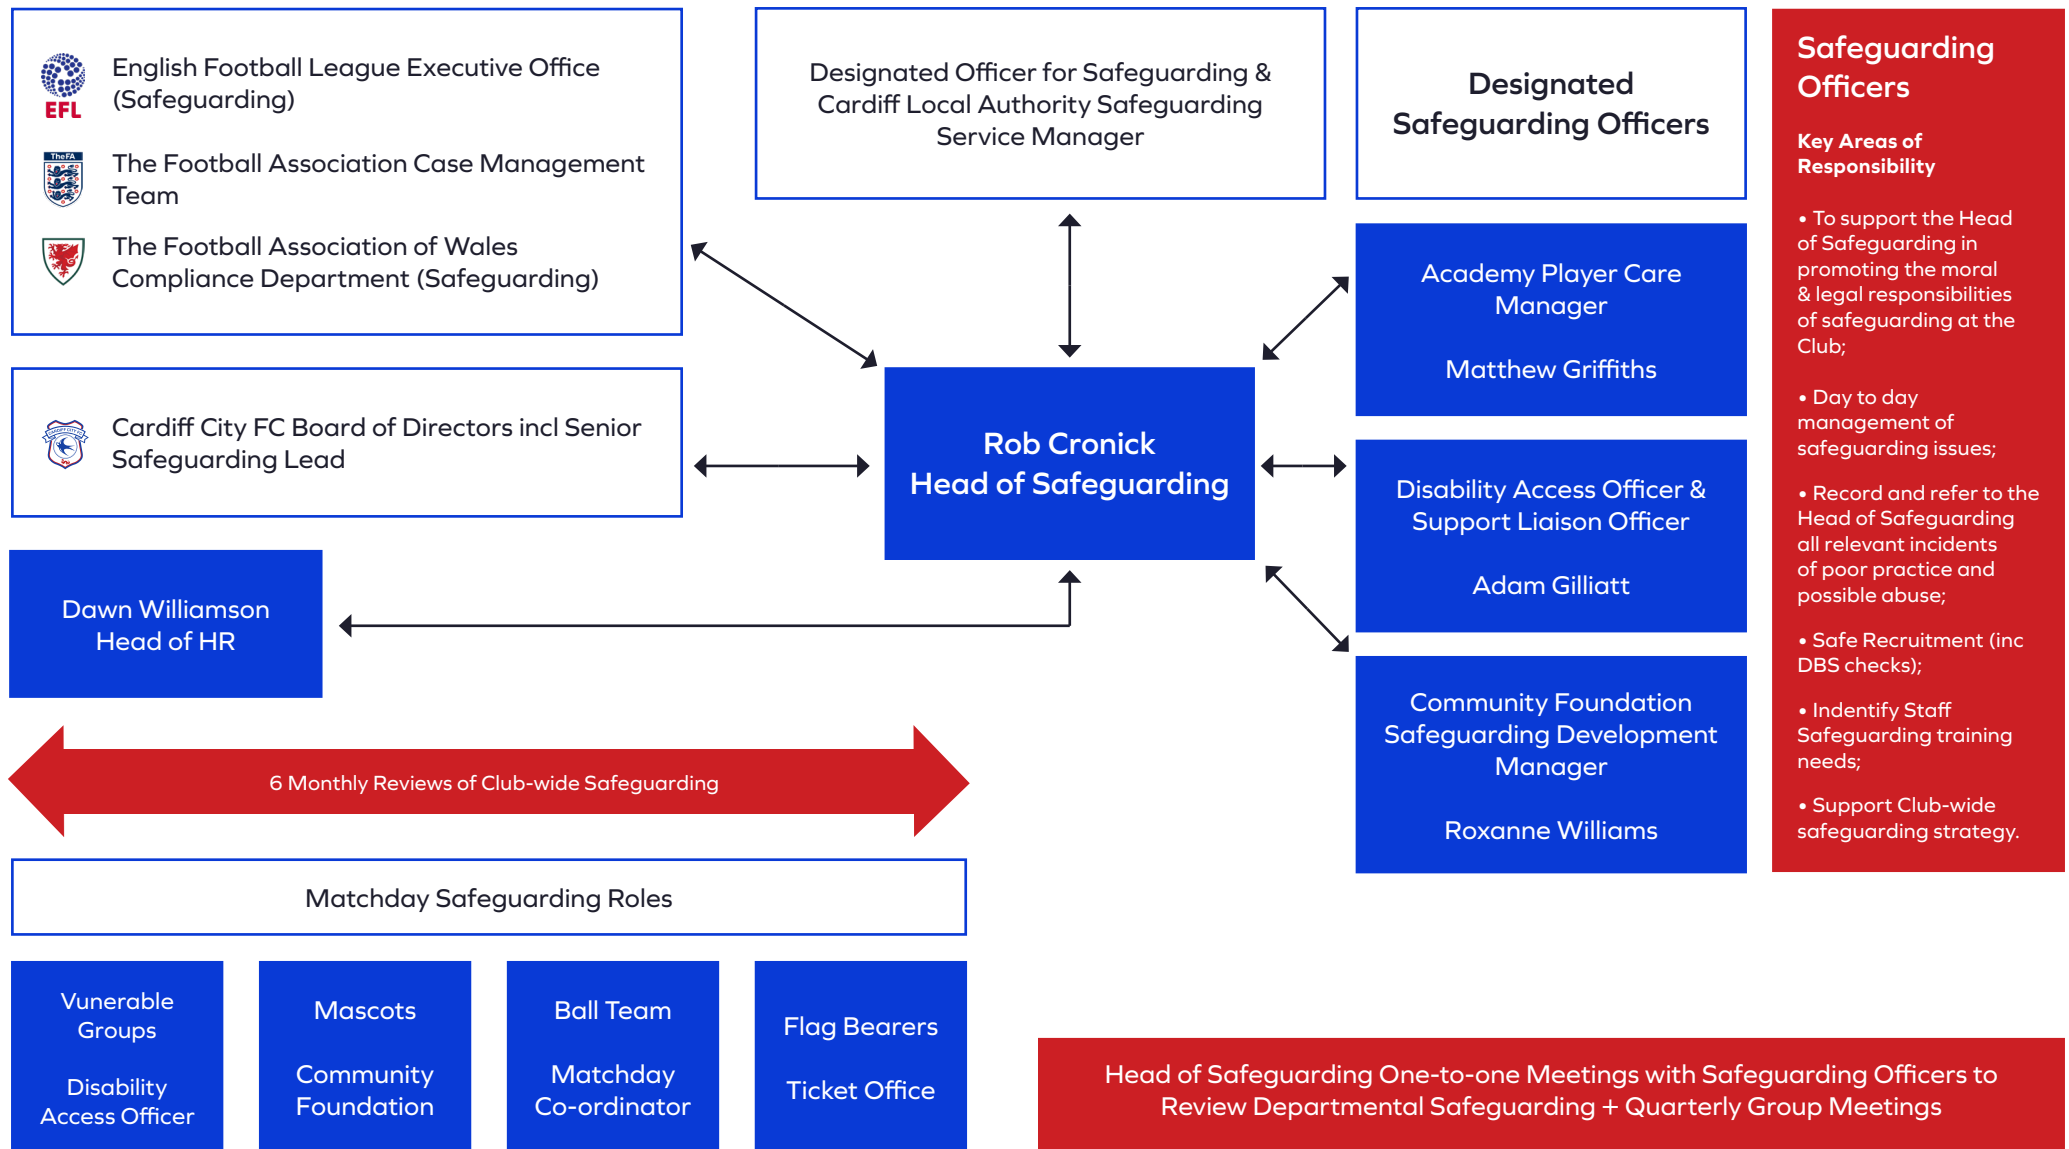 EFL
English Football League Executive Office
(Safeguarding)
TheFA
The Football Association Case Management
Team
The Football Association of Wales
Compliance Department (Safeguarding)
CARDIFF CITY FC
Cardiff City FC Board of Directors incl Senior
Safeguarding Lead
Dawn Williamson
Head of HR
Designated Officer for Safeguarding &
Cardiff Local Authority Safeguarding
Service Manager
Rob Cronick
Head of Safeguarding
Designated
Safeguarding Officers
Academy Player Care
Manager
Matthew Griffiths
Disability Access Officer &
Support Liaison Officer
Adam Gilliatt
Community Foundation
Safeguarding Development
Manager
Roxanne Williams
Safeguarding
Officers
Key Areas of
Responsibility
• To support the Head
of Safeguarding in
promoting the moral
& legal responsibilities
of safeguarding at the
Club;
• Day to day
management of
safeguarding issues;
• Record and refer to the
Head of Safeguarding
all relevant incidents
of poor practice and
possible abuse;
• Safe Recruitment (inc
DBS checks);
• Indentify Staff
Safeguarding training
needs;
• Support Club-wide
safeguarding strategy.
6 Monthly Reviews of Club-wide Safeguarding
Matchday Safeguarding Roles
Vunerable
Groups
Disability
Access Officer
Mascots
Community
Foundation
Ball Team
Matchday
Co-ordinator
Flag Bearers
Ticket Office
Head of Safeguarding One-to-one Meetings with Safeguarding Officers to
Review Departmental Safeguarding + Quarterly Group Meetings